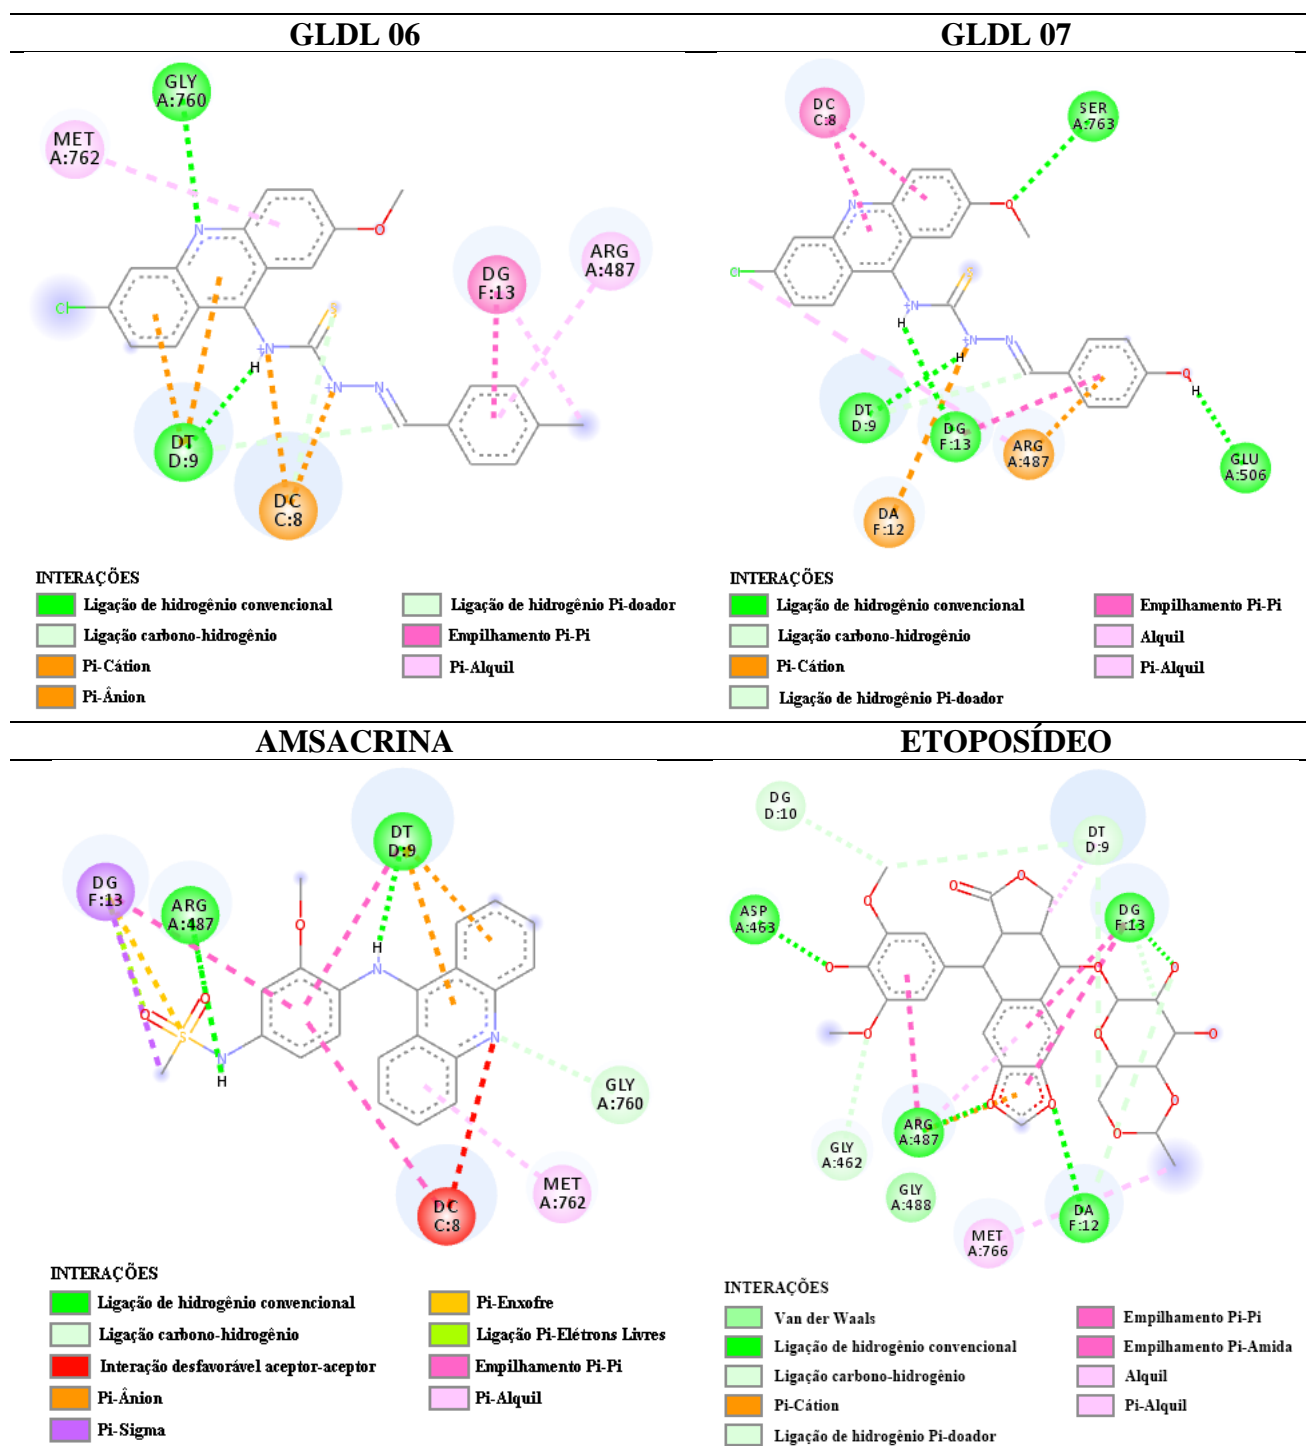 GLDL 06
GLY
A:760
MET
A:762
N
O
Cl
N
+
H
S
N
+
N
DG
F:13
ARG
A:487
DT
D:9
DC
C:8
INTERAÇÕES
Ligação de hidrogênio convencional
Ligação carbono-hidrogênio
Pi-Cátion
Pi-Ânion
Ligação de hidrogênio Pi-doador
Empilhamento Pi-Pi
Pi-Alquil
GLDL 07
DC
C:8
SER
A:763
N
O
Cl
S
N
+
H
N
+
H
N
O
H
DT
D:9
DG
F:13
ARG
A:487
GLU
A:506
DA
F:12
INTERAÇÕES
Ligação de hidrogênio convencional
Ligação carbono-hidrogênio
Pi-Cátion
Ligação de hidrogênio Pi-doador
Empilhamento Pi-Pi
Alquil
Pi-Alquil
AMSACRINA
DT
D:9
DG
F:13
ARG
A:487
O
H
N
O
O
S
N
H
N
GLY
A:760
MET
A:762
DC
C:8
INTERAÇÕES
Ligação de hidrogênio convencional
Ligação carbono-hidrogênio
Interação desfavorável aceptor-aceptor
Pi-Ânion
Pi-Sigma
Pi-Enxofre
Ligação Pi-Elétrons Livres
Empilhamento Pi-Pi
Pi-Alquil
ETOPOSÍDEO
DG
D:10
DT
D:9
O
O
O
ASP
A:463
DG
F:13
O
O
O
O
O
O
O
O
O
O
O
ARG
A:487
GLY
A:462
GLY
A:488
MET
A:766
DA
F:12
INTERAÇÕES
Van der Waals
Ligação de hidrogênio convencional
Ligação carbono-hidrogênio
Pi-Cátion
Ligação de hidrogênio Pi-doador
Empilhamento Pi-Pi
Empilhamento Pi-Amida
Alquil
Pi-Alquil